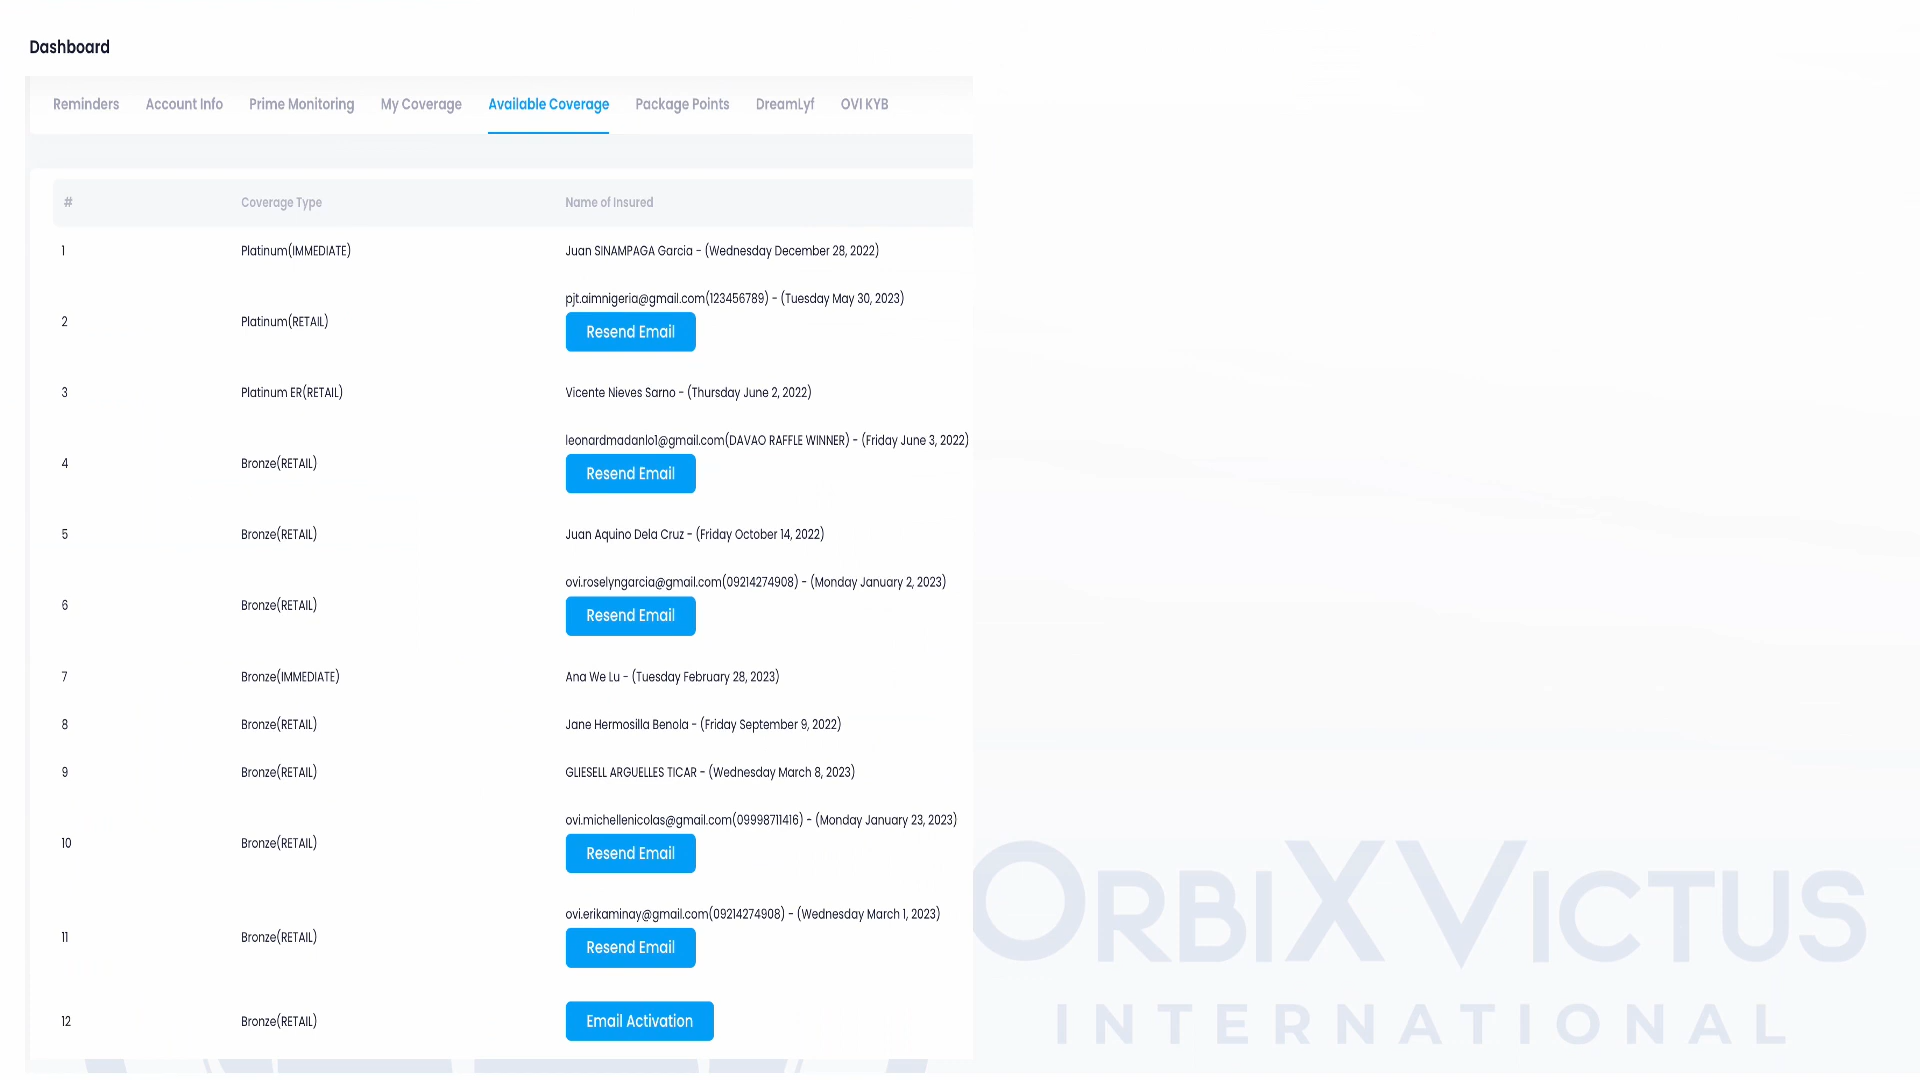 Dashboard
Reminders Account Info Prime Monitoring My Coverage Available Coverage Package Points DreamLyf OVI KYB
# Coverage Type Name of Insured
1 Platinum(IMMEDIATE) Juan SINAMPAGA Garcia - (Wednesday December 28, 2022)
pjt.aimnigeria@gmail.com(123456789) - (Tuesday May 30, 2023)
2 Platinum(RETAIL)
Resend Email
3 Platinum ER(RETAIL) Vicente Nieves Sarno - (Thursday June 2, 2022)
leonardmadanlo1@gmail.com(DAVAO RAFFLE WINNER) - (Friday June 3, 2022)
4 Bronze(RETAIL)
Resend Email
5 Bronze(RETAIL) Juan Aquino Dela Cruz - (Friday October 14, 2022)
ovi.roselyngarcia@gmail.com(09214274908) - (Monday January 2, 2023)
6 Bronze(RETAIL)
Resend Email
7 Bronze(IMMEDIATE) Ana We Lu - (Tuesday February 28, 2023)
8 Bronze(RETAIL) Jane Hermosilla Benola - (Friday September 9, 2022)
9 Bronze(RETAIL) GLIESELL ARGUELLES TICAR - (Wednesday March 8, 2023)
ovi.michellenicolas@gmail.com(09998711416) - (Monday January 23, 2023)
10 Bronze(RETAIL)
Resend Email
ovi.erikaminay@gmail.com(09214274908) - (Wednesday March 1, 2023)
11 Bronze(RETAIL)
Resend Email
12 Bronze(RETAIL) Email Activation
ORBIXVICTUS
INTERNATIONAL